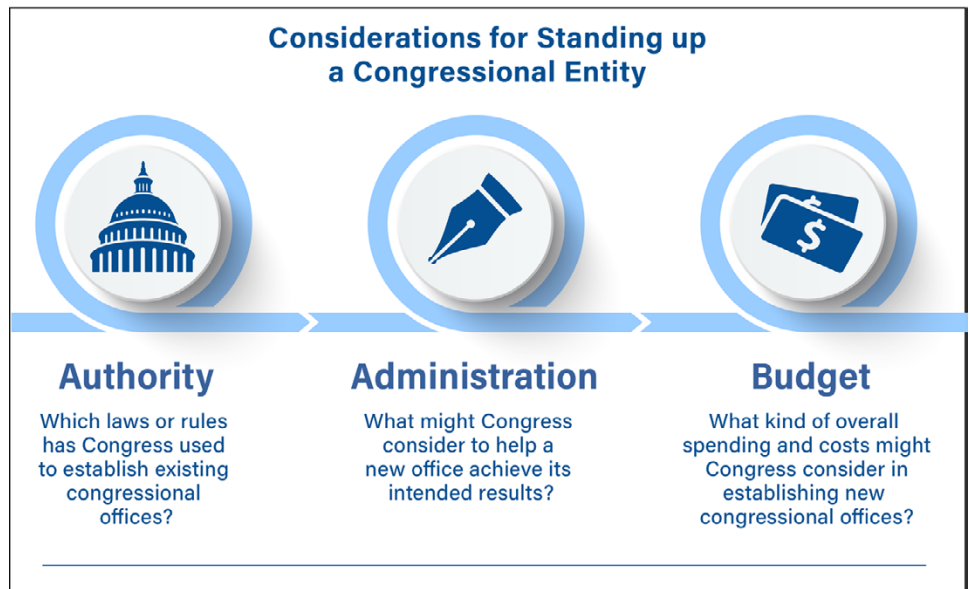 Considerations for Standing up
a Congressional Entity
Authority
Which laws or rules
has Congress used
to establish existing
congressional
offices?
Administration
What might Congress
consider to help a
new office achieve its
intended results?
Budget
What kind of overall
spending and costs might
Congress consider in
establishing new
congressional offices?
$